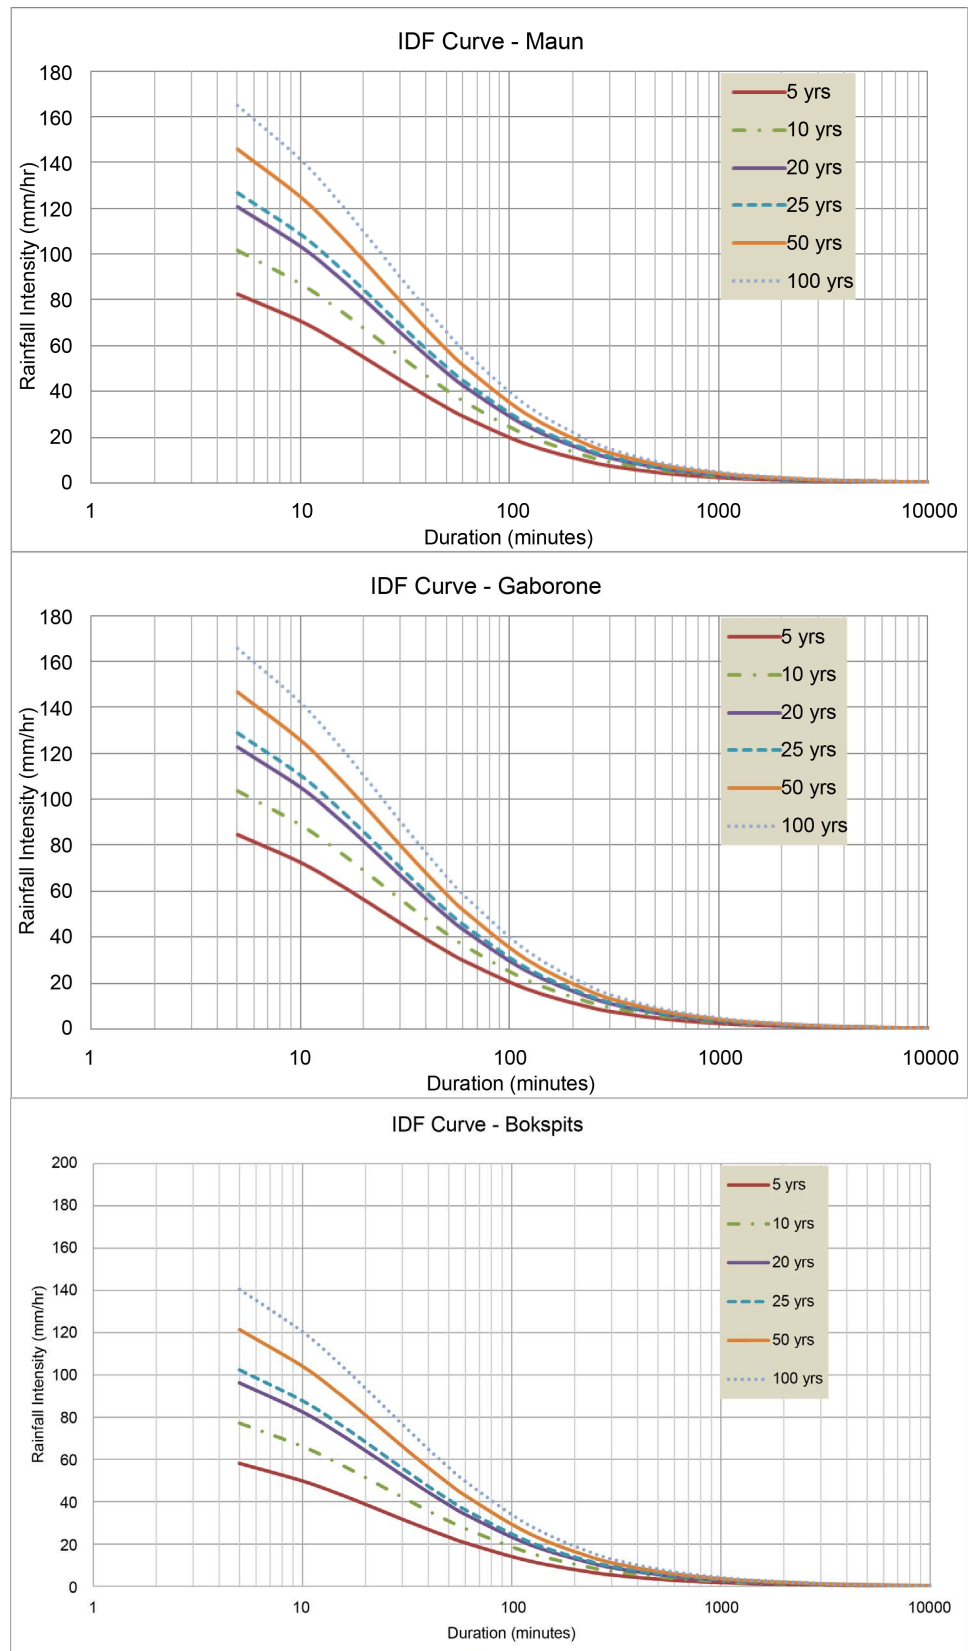 IDF Curve - Maun
180
160
140
120
100
80
60
40
20
0
Rainfall Intensity (mm/hr)
5 yrs
10 yrs
20 yrs
25 yrs
50 yrs
100 yrs
1 10 100 1000 10000
Duration (minutes)
IDF Curve - Gaborone
180
160
140
120
100
80
60
40
20
0
Rainfall Intensity (mm/hr)
5 yrs
10 yrs
20 yrs
25 yrs
50 yrs
100 yrs
1 10 100 1000 10000
Duration (minutes)
IDF Curve - Bokspits
200
180
160
140
120
100
80
60
40
20
0
Rainfall Intensity (mm/hr)
5 yrs
10 yrs
20 yrs
25 yrs
50 yrs
100 yrs
1 10 100 1000 10000
Duration (minutes)